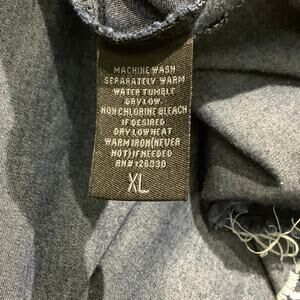 MACHINE WASH
SEPARATELY WARM
WATER TUMBLE
DRY LOW.
NON CHLORINE BLEACH
IF DESIRED
DRY LOW HEAT
WARM IRON(NEVER
HOT) IF NEEDED
RN# 126030
XL